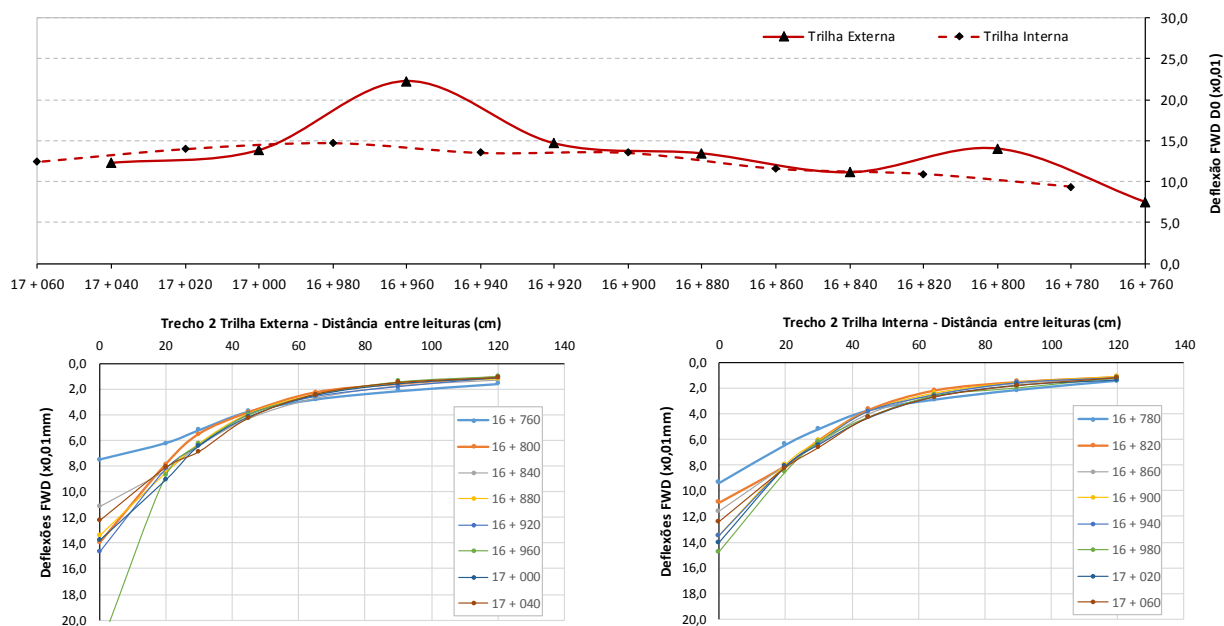 30,0
25,0
20,0
15,0
10,0
5,0
0,0
Deflexão FWD D0 (x0,01)
Trilha Externa
Trilha Interna
17 + 060
17 + 040
17 + 020
17 + 000
16 + 980
16 + 960
16 + 940
16 + 920
16 + 900
16 + 880
16 + 860
16 + 840
16 + 820
16 + 800
16 + 780
16 + 760
Trecho 2 Trilha Externa - Distância entre leituras (cm)
0 20 40 60 80 100 120 140
0,0
2,0
4,0
6,0
8,0
10,0
12,0
14,0
16,0
18,0
20,0
Deflexões FWD (x0,01mm)
16 + 760
16 + 800
16 + 840
16 + 880
16 + 920
16 + 960
17 + 000
17 + 040
Trecho 2 Trilha Interna - Distância entre leituras (cm)
0 20 40 60 80 100 120 140
0,0
2,0
4,0
6,0
8,0
10,0
12,0
14,0
16,0
18,0
20,0
Deflexões FWD (x0,01mm)
16 + 780
16 + 820
16 + 860
16 + 900
16 + 940
16 + 980
17 + 020
17 + 060